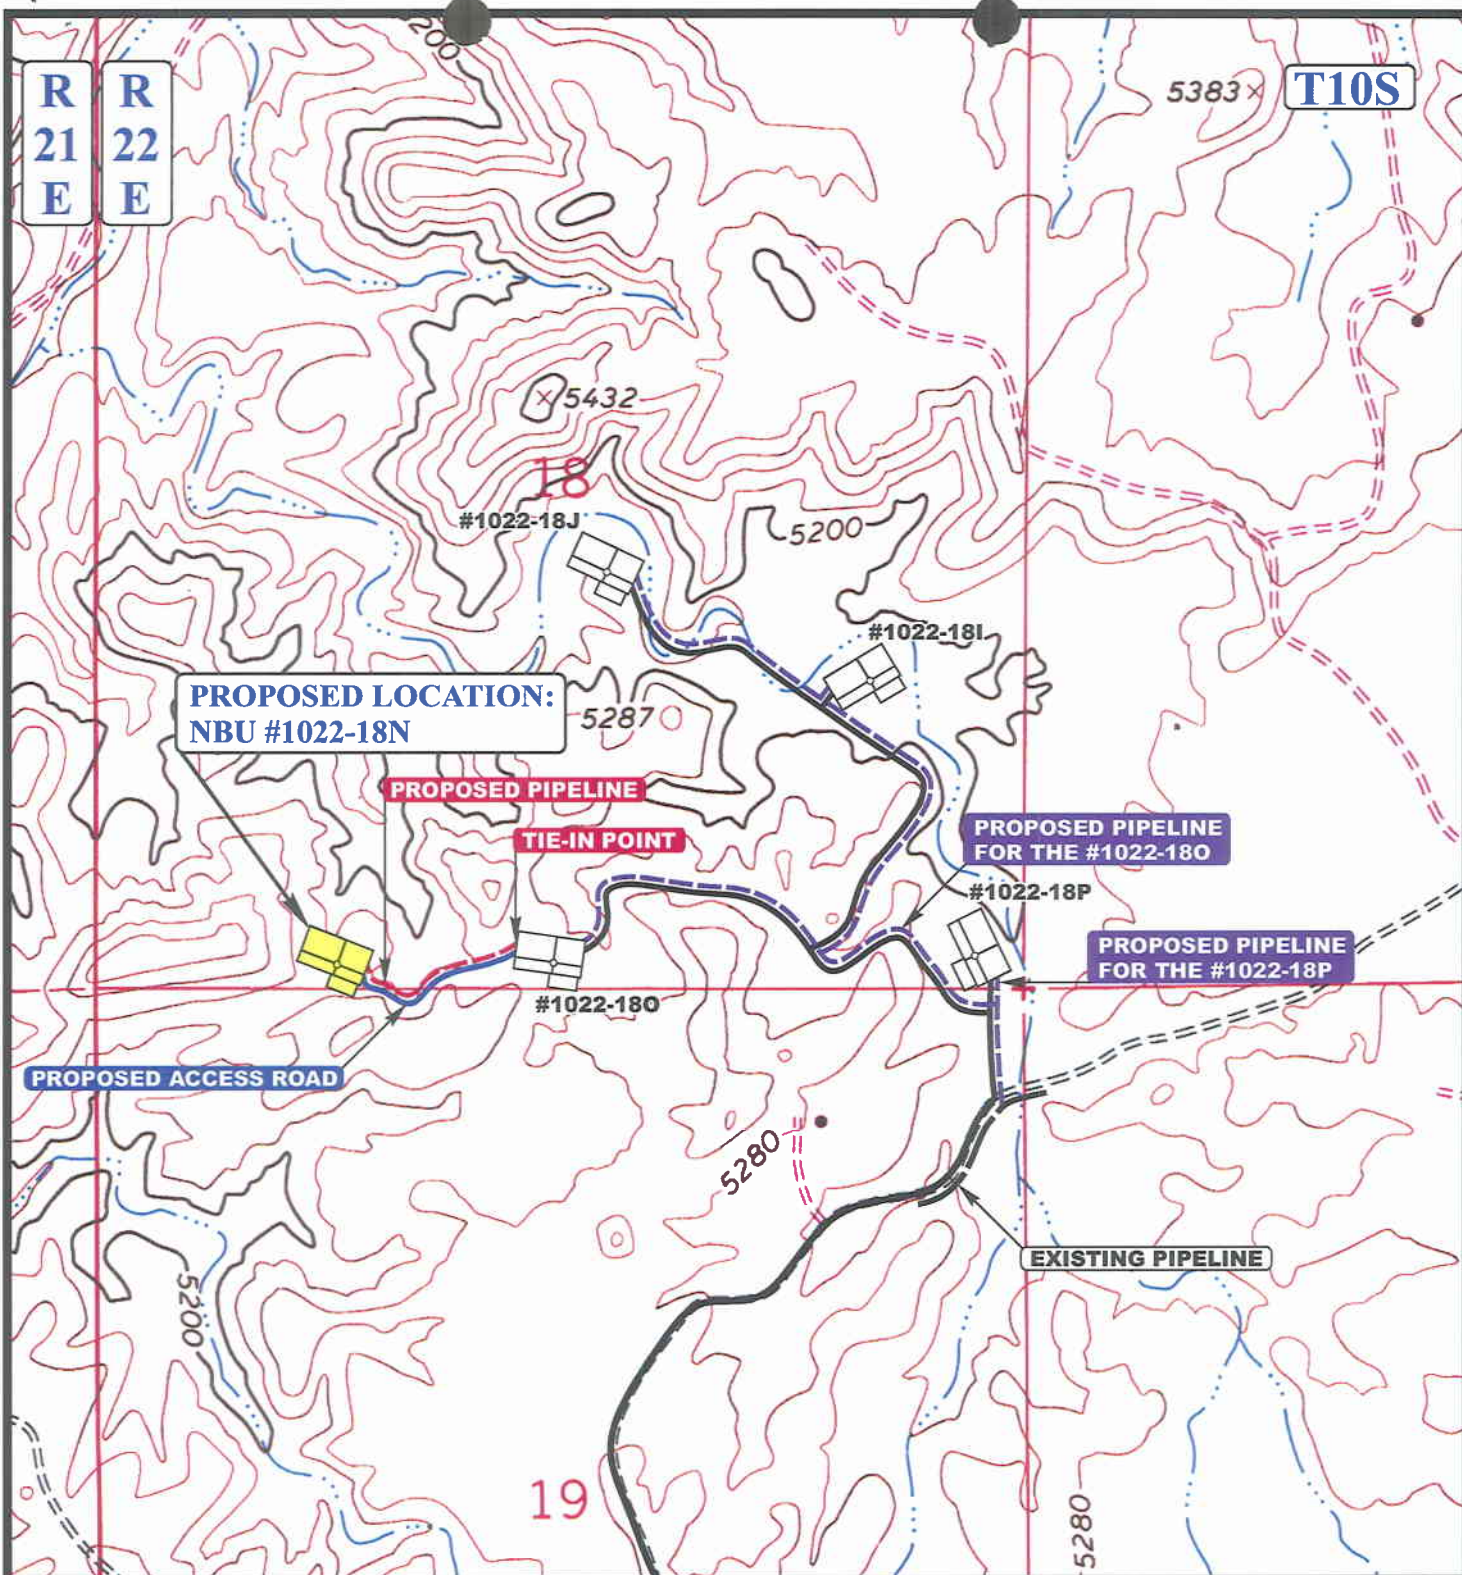 200
R
21
E
R
22
E
5383
T10S
5432
18
#1022-18J
5200
#1022-18I
PROPOSED LOCATION:
NBU #1022-18N
5287
PROPOSED PIPELINE
TIE-IN POINT
PROPOSED PIPELINE
FOR THE #1022-18O
#1022-18P
PROPOSED PIPELINE
FOR THE #1022-18P
#1022-18O
PROPOSED ACCESS ROAD
5280
EXISTING PIPELINE
5200
19
5280